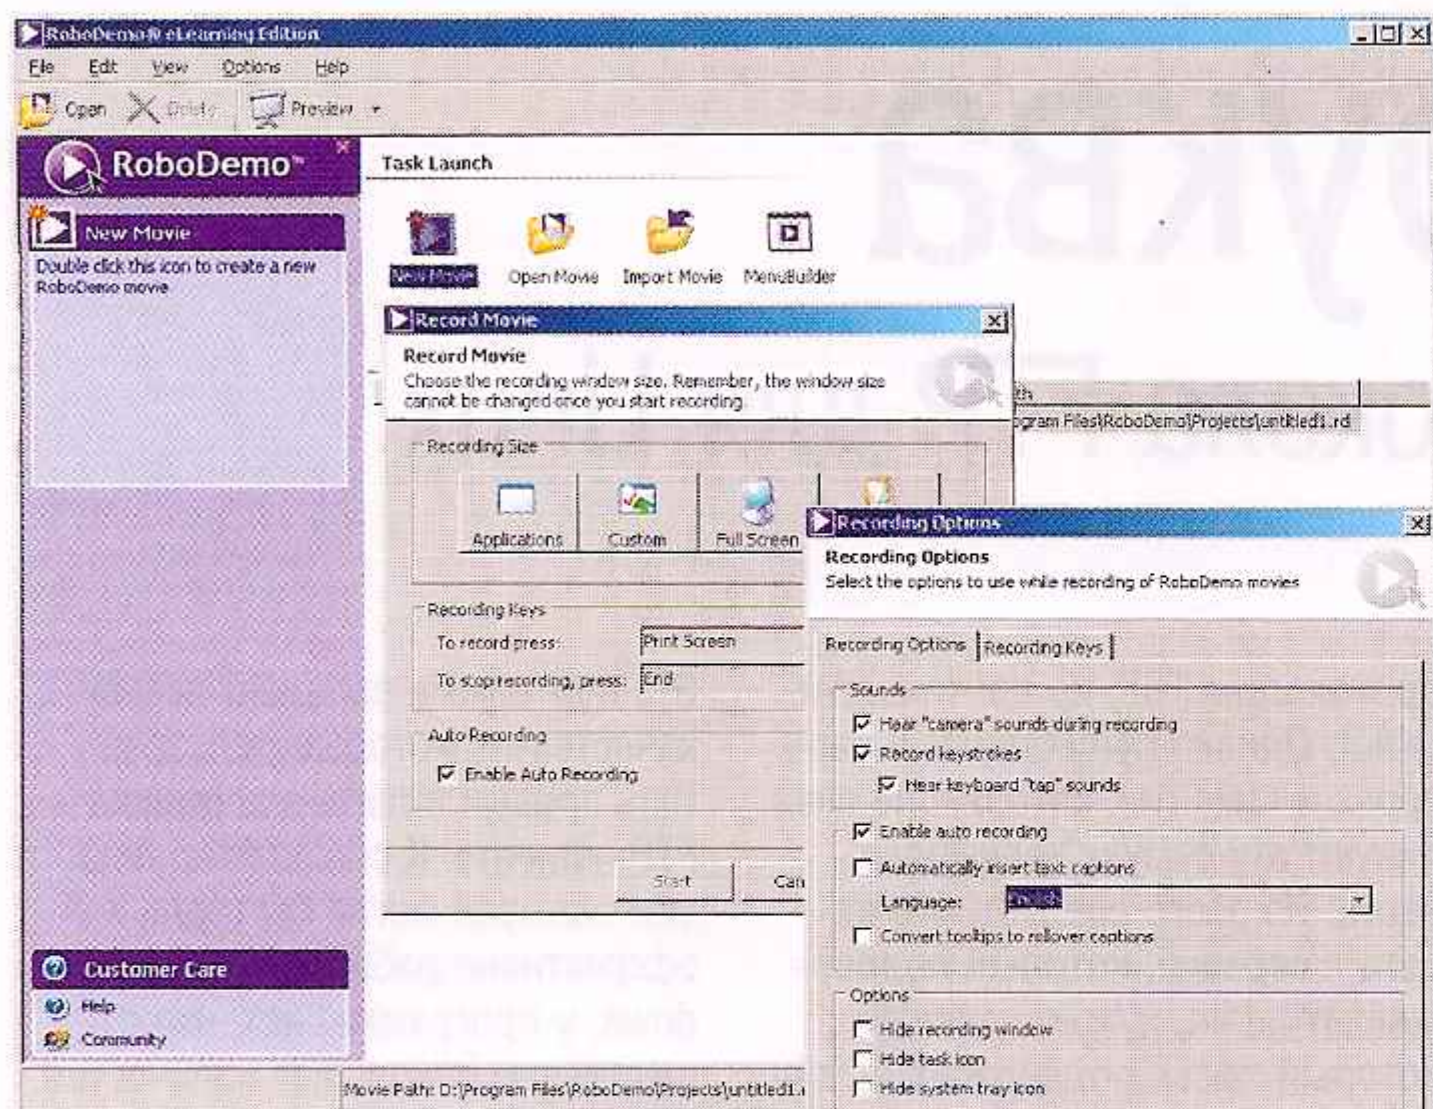 RoboDemo® eLearning Edition
File Edit View Options Help
Open Delete Preview
RoboDemo™
New Movie
Double click this icon to create a new
RoboDemo movie
Task Launch
New Movie Open Movie Import Movie MenuBuilder
Record Movie
Record Movie
Choose the recording window size. Remember, the window size
cannot be changed once you start recording.
th
ogram Files\RoboDemo\Projects\untitled1.rd
Recording Size
Applications Custom Full Screen
Recording Keys
To record press: Print Screen
To stop recording, press: End
Auto Recording
Enable Auto Recording
Start Can
Recording Options
Recording Options
Select the options to use while recording of RoboDemo movies
Recording Options Recording Keys
Sounds
Hear "camera" sounds during recording
Record keystrokes
Hear keyboard "tap" sounds
Enable auto recording
Automatically insert text captions
Language: English
Convert tooltips to rollover captions
Options
Hide recording window
Hide task icon
Hide system tray icon
Customer Care
Help
Community
Movie Path: D:\Program Files\RoboDemo\Projects\untitled1.r